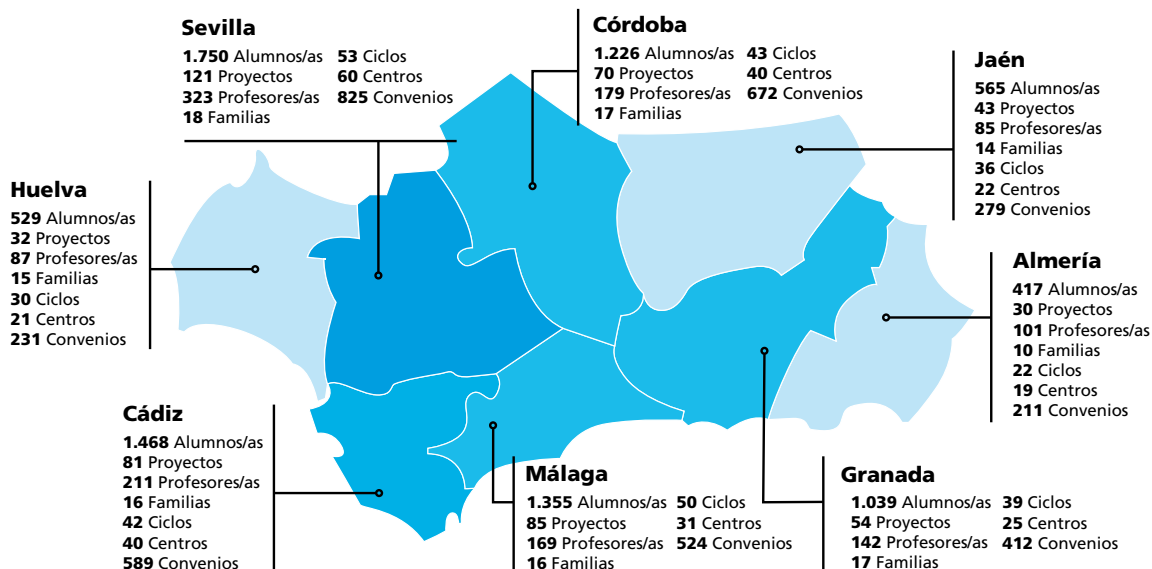 Sevilla
1.750 Alumnos/as 53 Ciclos
121 Proyectos 60 Centros
323 Profesores/as 825 Convenios
18 Familias
Córdoba
1.226 Alumnos/as 43 Ciclos
70 Proyectos 40 Centros
179 Profesores/as 672 Convenios
17 Familias
Jaén
565 Alumnos/as
43 Proyectos
85 Profesores/as
14 Familias
36 Ciclos
22 Centros
279 Convenios
Huelva
529 Alumnos/as
32 Proyectos
87 Profesores/as
15 Familias
30 Ciclos
21 Centros
231 Convenios
Almería
417 Alumnos/as
30 Proyectos
101 Profesores/as
10 Familias
22 Ciclos
19 Centros
211 Convenios
Cádiz
1.468 Alumnos/as
81 Proyectos
211 Profesores/as
16 Familias
42 Ciclos
40 Centros
589 Convenios
Málaga
1.355 Alumnos/as 50 Ciclos
85 Proyectos 31 Centros
169 Profesores/as 524 Convenios
16 Familias
Granada
1.039 Alumnos/as 39 Ciclos
54 Proyectos 25 Centros
142 Profesores/as 412 Convenios
17 Familias